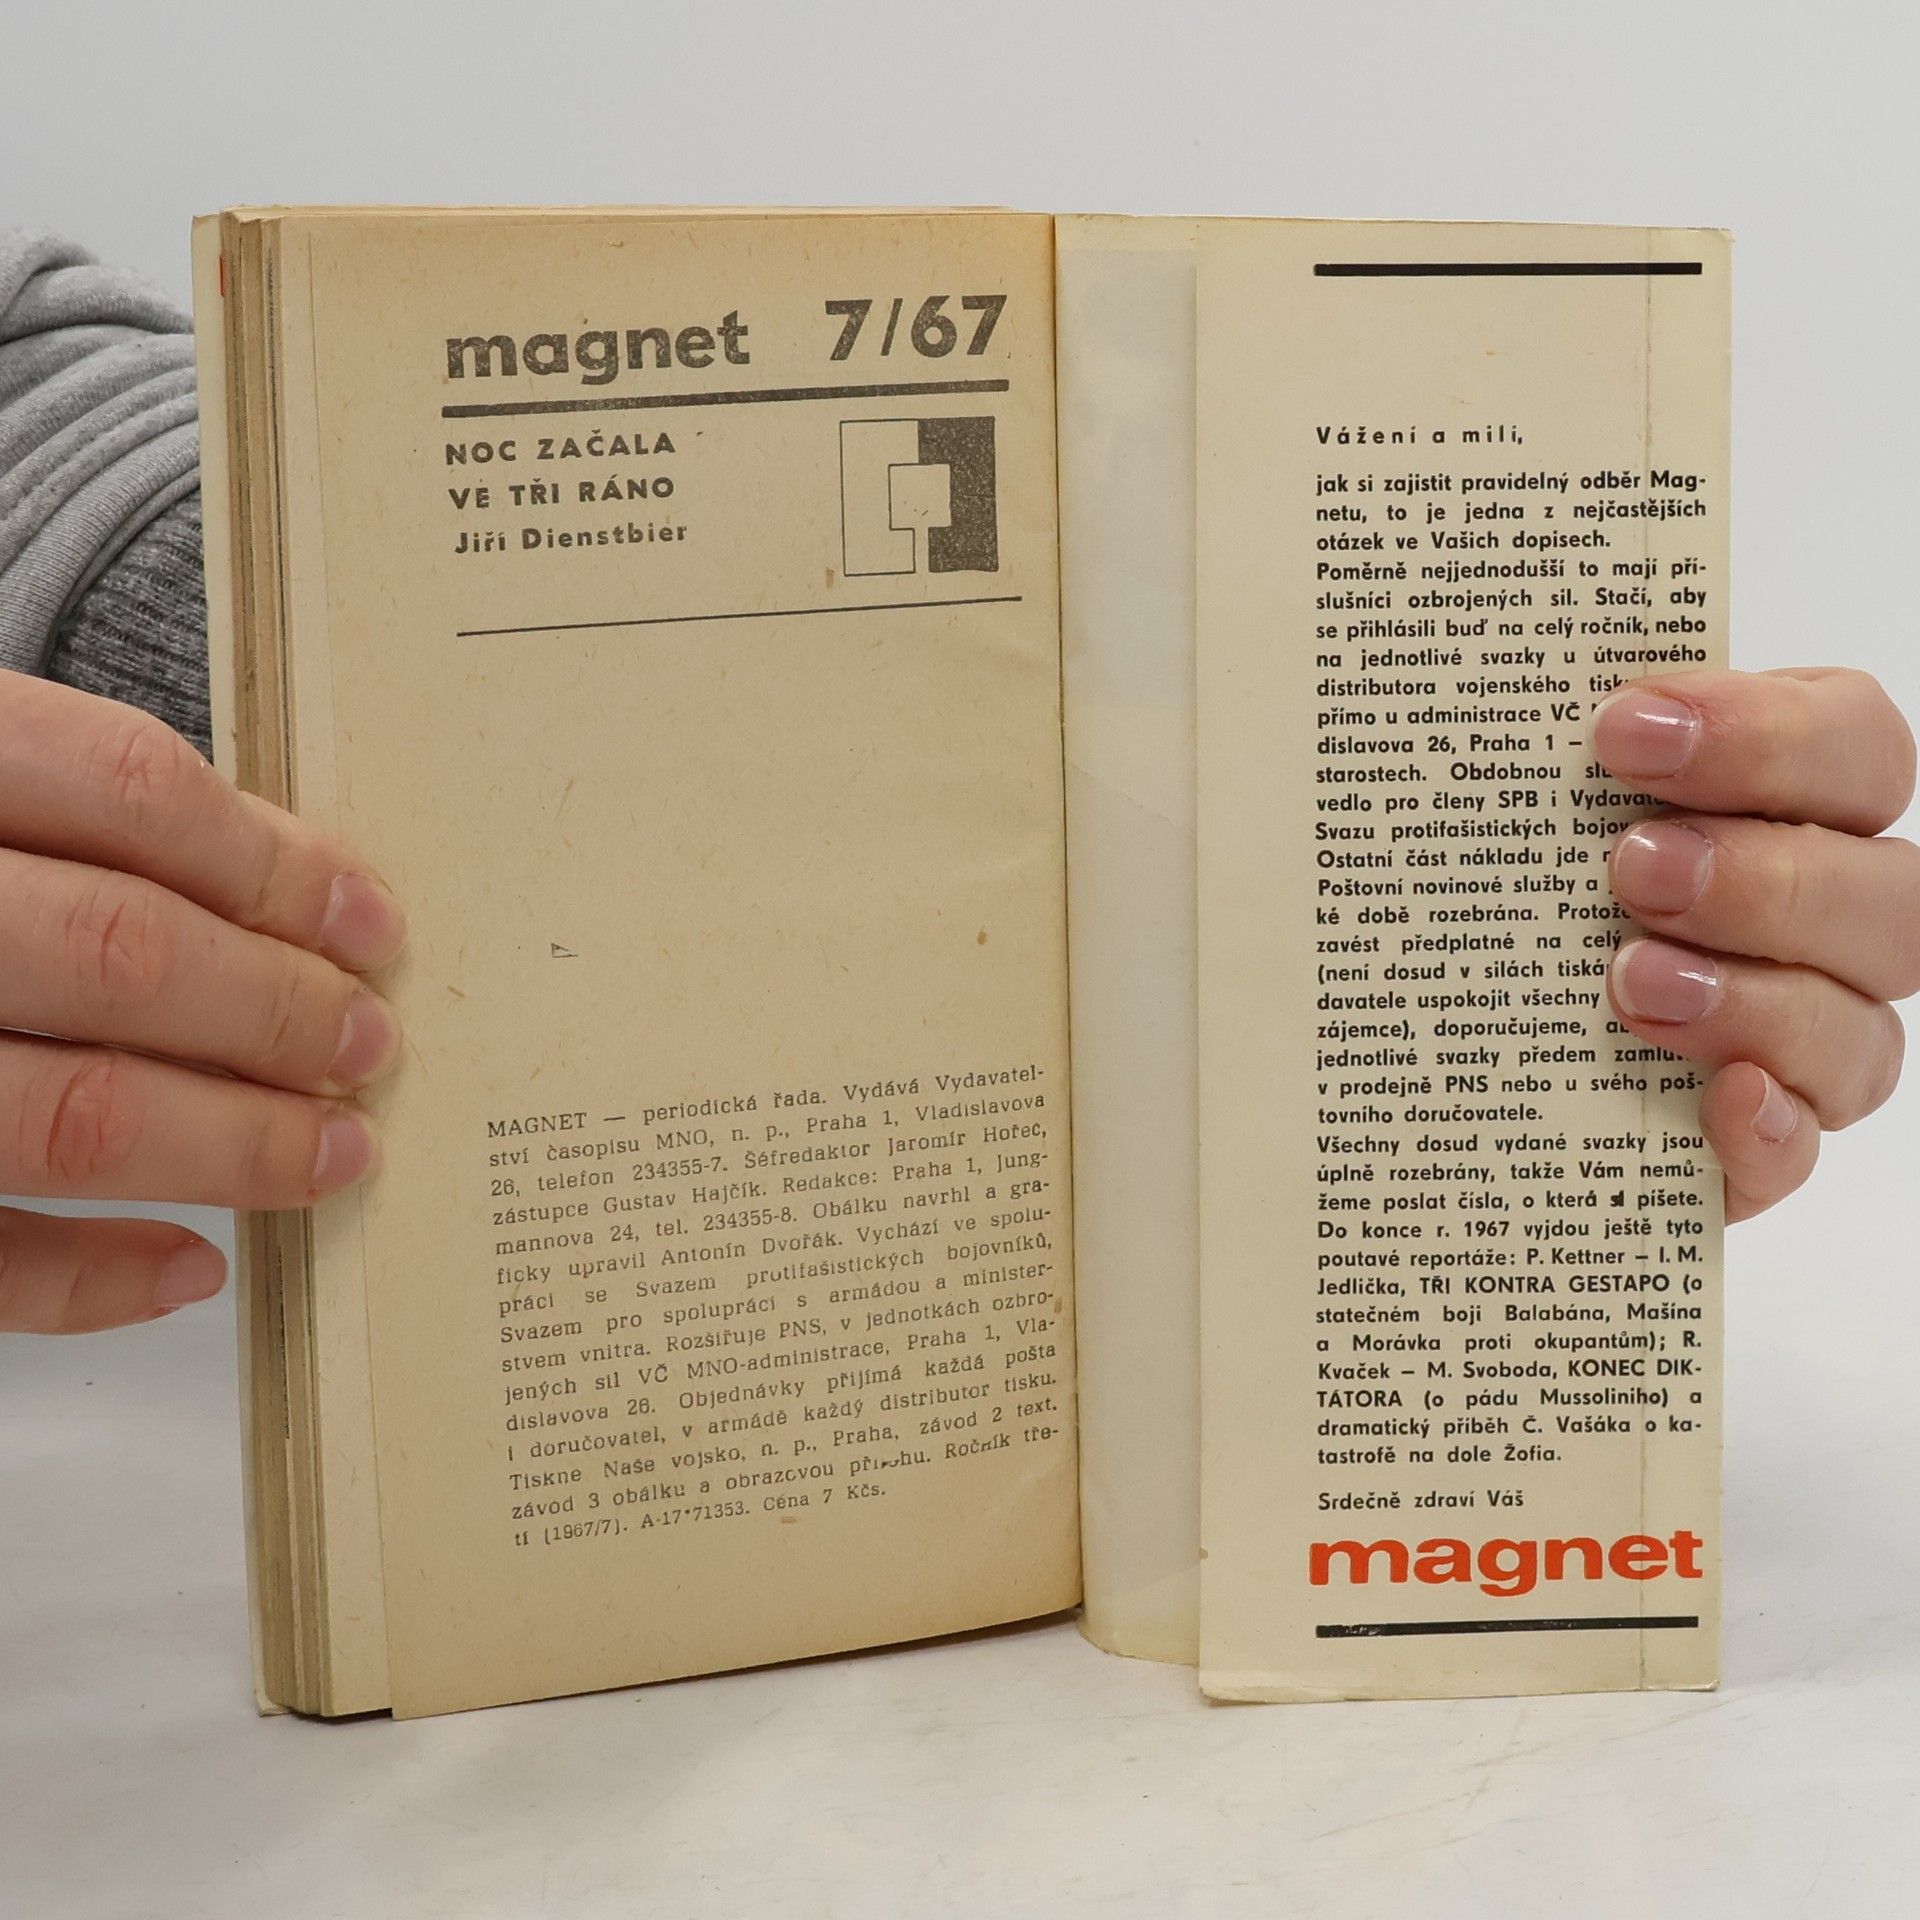 magnet 7/67
NOC ZAČALA
VE TŘI RÁNO
Jiří Dienstbier
MAGNET — periodická řada. Vydává Vydavatel-
ství časopisu MNO, n. p., Praha 1, Vladislavova
26, telefon 234355-7. Šéfredaktor Jaromír Hořec,
zástupce Gustav Hajčík. Redakce: Praha 1, Jung-
mannova 24, tel. 234355-8. Obálku navrhl a gra-
ficky upravil Antonín Dvořák. Vychází ve spolu-
práci se Svazem protifašistických bojovníků,
Svazem pro spolupráci s armádou a minister-
stvem vnitra. Rozšiřuje PNS, v jednotkách ozbro-
jených sil VČ MNO-administrace, Praha 1, Vla-
dislavova 26. Objednávky přijímá každá pošta
i doručovatel, v armádě každý distributor tisku.
Tiskne Naše vojsko, n. p., Praha, závod 2 text.
závod 3 obálku a obrazovou přílohu. Ročník tře-
tí (1967/7). A-17*71353. Cena 7 Kčs.
Vážení a milí,
jak si zajistit pravidelný odběr Mag-
netu, to je jedna z nejčastějších
otázek ve Vašich dopisech.
Poměrně nejjednodušší to mají pří-
slušníci ozbrojených sil. Stačí, aby
se přihlásili buď na celý ročník, nebo
na jednotlivé svazky u útvarového
distributora vojenského
přímo u administrace VČ
dislavova 26, Praha 1 –
starostech. Obdobnou
vedlo pro členy SPB i
Svazu protifašistických
Ostatní část nákladu jde
Poštovní novinové služby a
ké době rozebrána.
zavést předplatné na celý
(není dosud v silách
davatele uspokojit všechny
zájemce), doporučujeme,
jednotlivé svazky předem
v prodejně PNS nebo u svého poš-
tovního doručovatele.
Všechny dosud vydané svazky jsou
úplně rozebrány, takže Vám nemů-
žeme poslat čísla, o která si píšete.
Do konce r. 1967 vyjdou ještě tyto
poutavé reportáže: P. Kettner – I. M.
Jedlička, TŘI KONTRA GESTAPO (o
statečném boji Balabána, Mašína
a Morávka proti okupantům); R.
Kvaček – M. Svoboda, KONEC DIK-
TÁTORA (o pádu Mussoliniho) a
dramatický příběh Č. Vašáka o ka-
tastrofě na dole Žofia.
Srdečně zdraví Váš
magnet